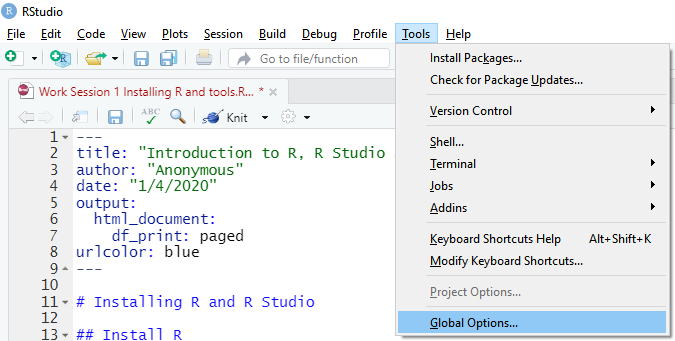 RStudio
File Edit Code View Plots Session Build Debug Profile Tools Help
Go to file/function
Work Session 1 Installing R and tools.R... *
ABC Knit
1 ---
2 title: "Introduction to R, R Studio
3 author: "Anonymous"
4 date: "1/4/2020"
5 output:
6 html_document:
7 df_print: paged
8 urlcolor: blue
9 ---
10
11 # Installing R and R Studio
12
13 ## Install R
Install Packages...
Check for Package Updates...
Version Control
Shell...
Terminal
Jobs
Addins
Keyboard Shortcuts Help Alt+Shift+K
Modify Keyboard Shortcuts...
Project Options...
Global Options...